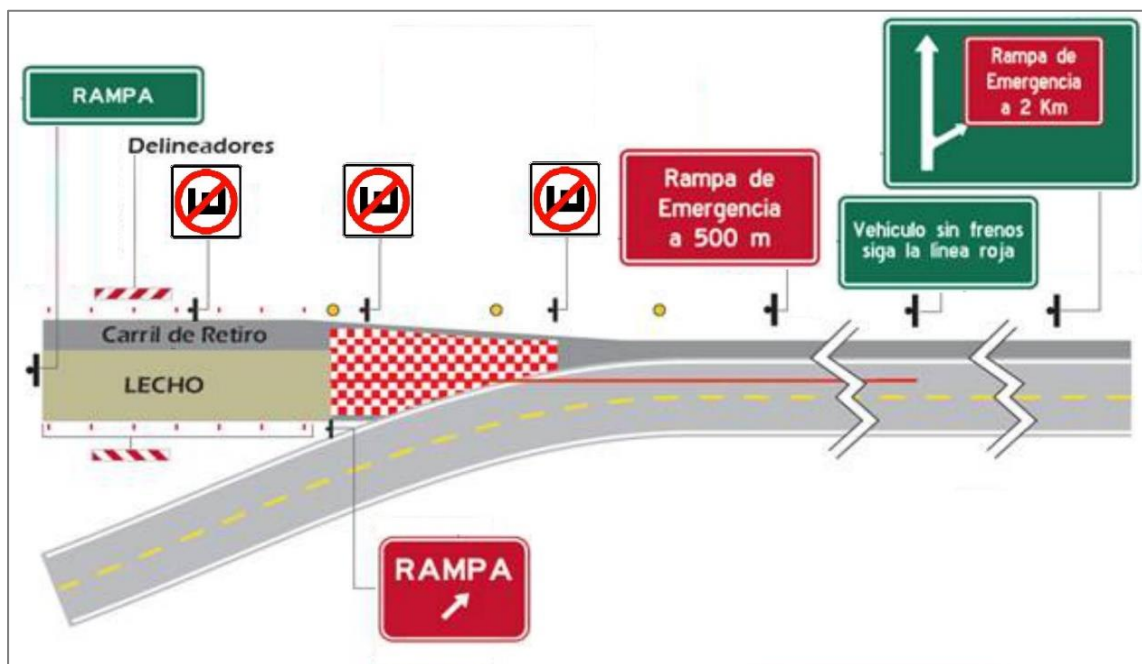 RAMPA
Delineadores
Rampa de
Emergencia
a 2 Km
Rampa de
Emergencia
a 500 m
Vehiculo sin frenos
siga la línea roja
Carril de Retiro
LECHO
RAMPA